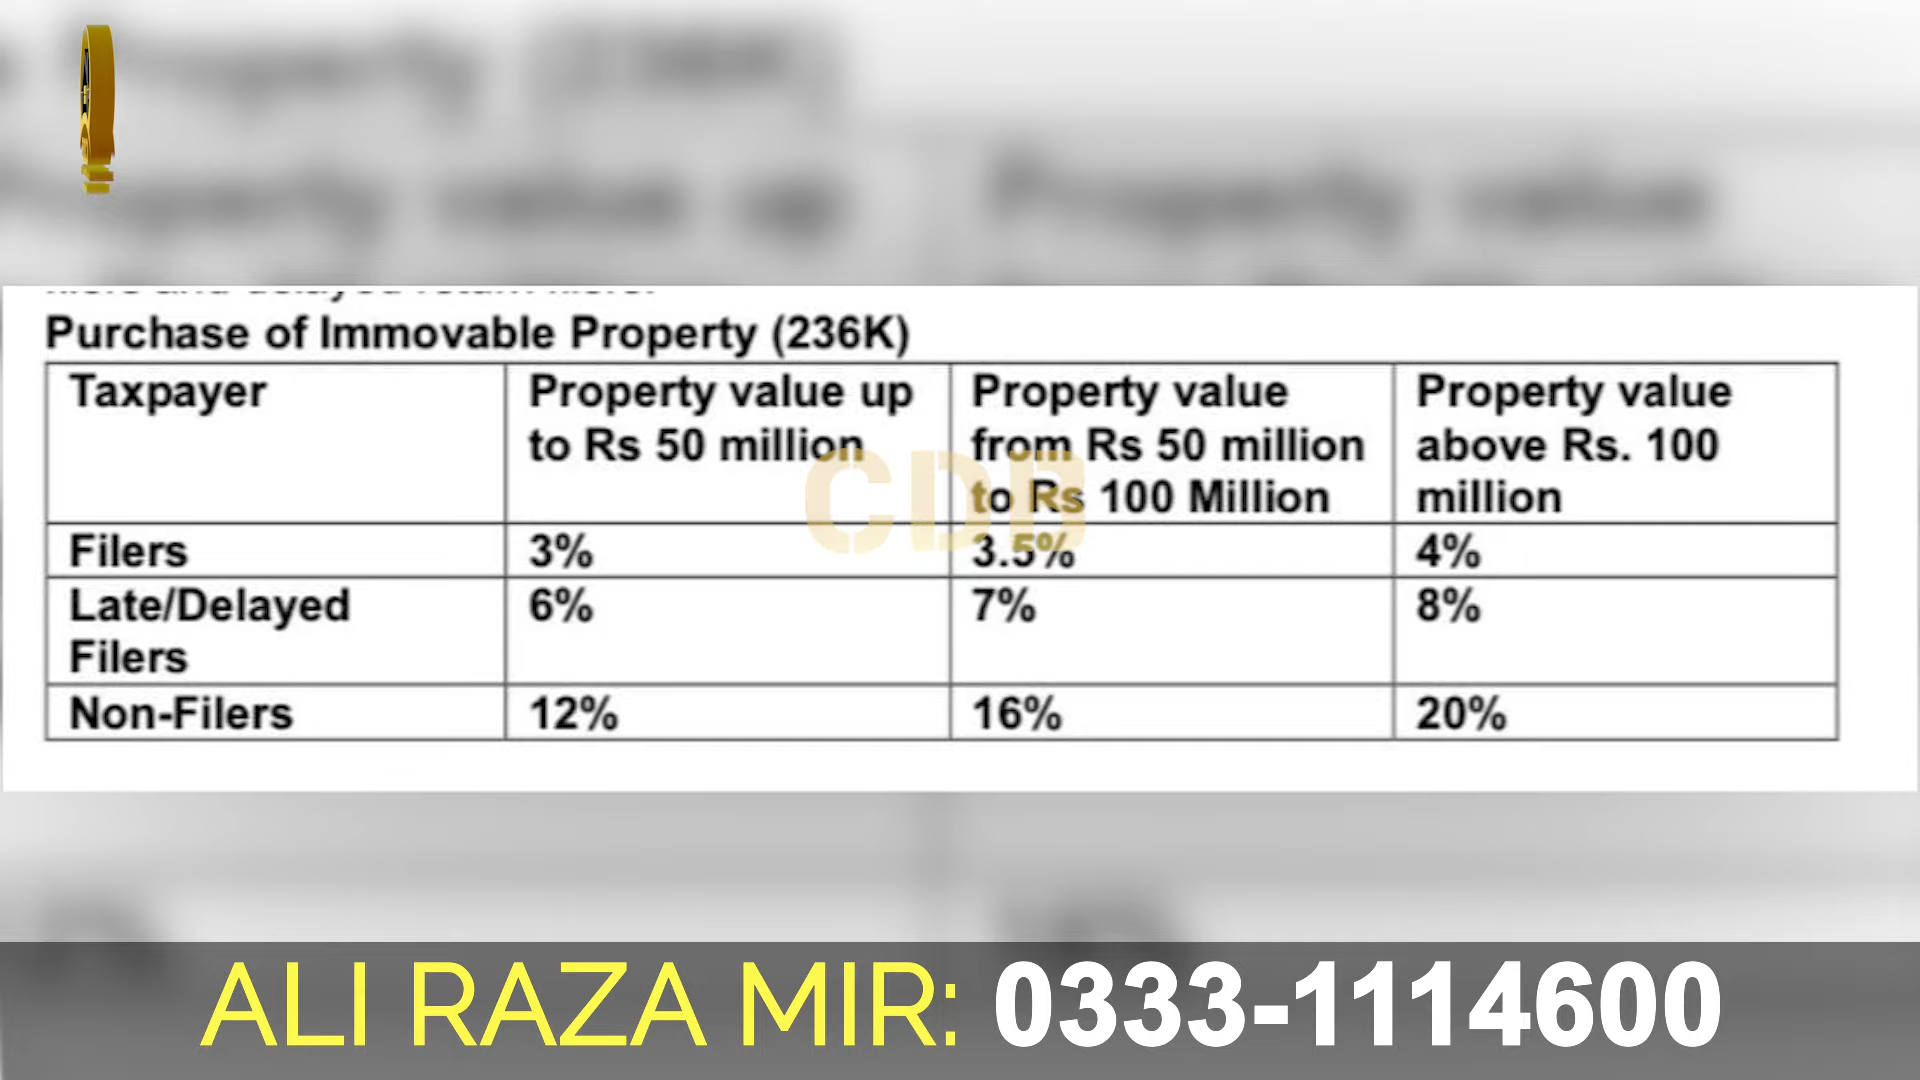 Purchase of Immovable Property (236K)
Taxpayer
Property value up
to Rs 50 million
Property value
from Rs 50 million
to Rs 100 Million
Property value
above Rs. 100
million
CDB
Filers
3%
3.5%
4%
Late/Delayed
Filers
6%
7%
8%
Non-Filers
12%
16%
20%
ALI RAZA MIR: 0333-1114600